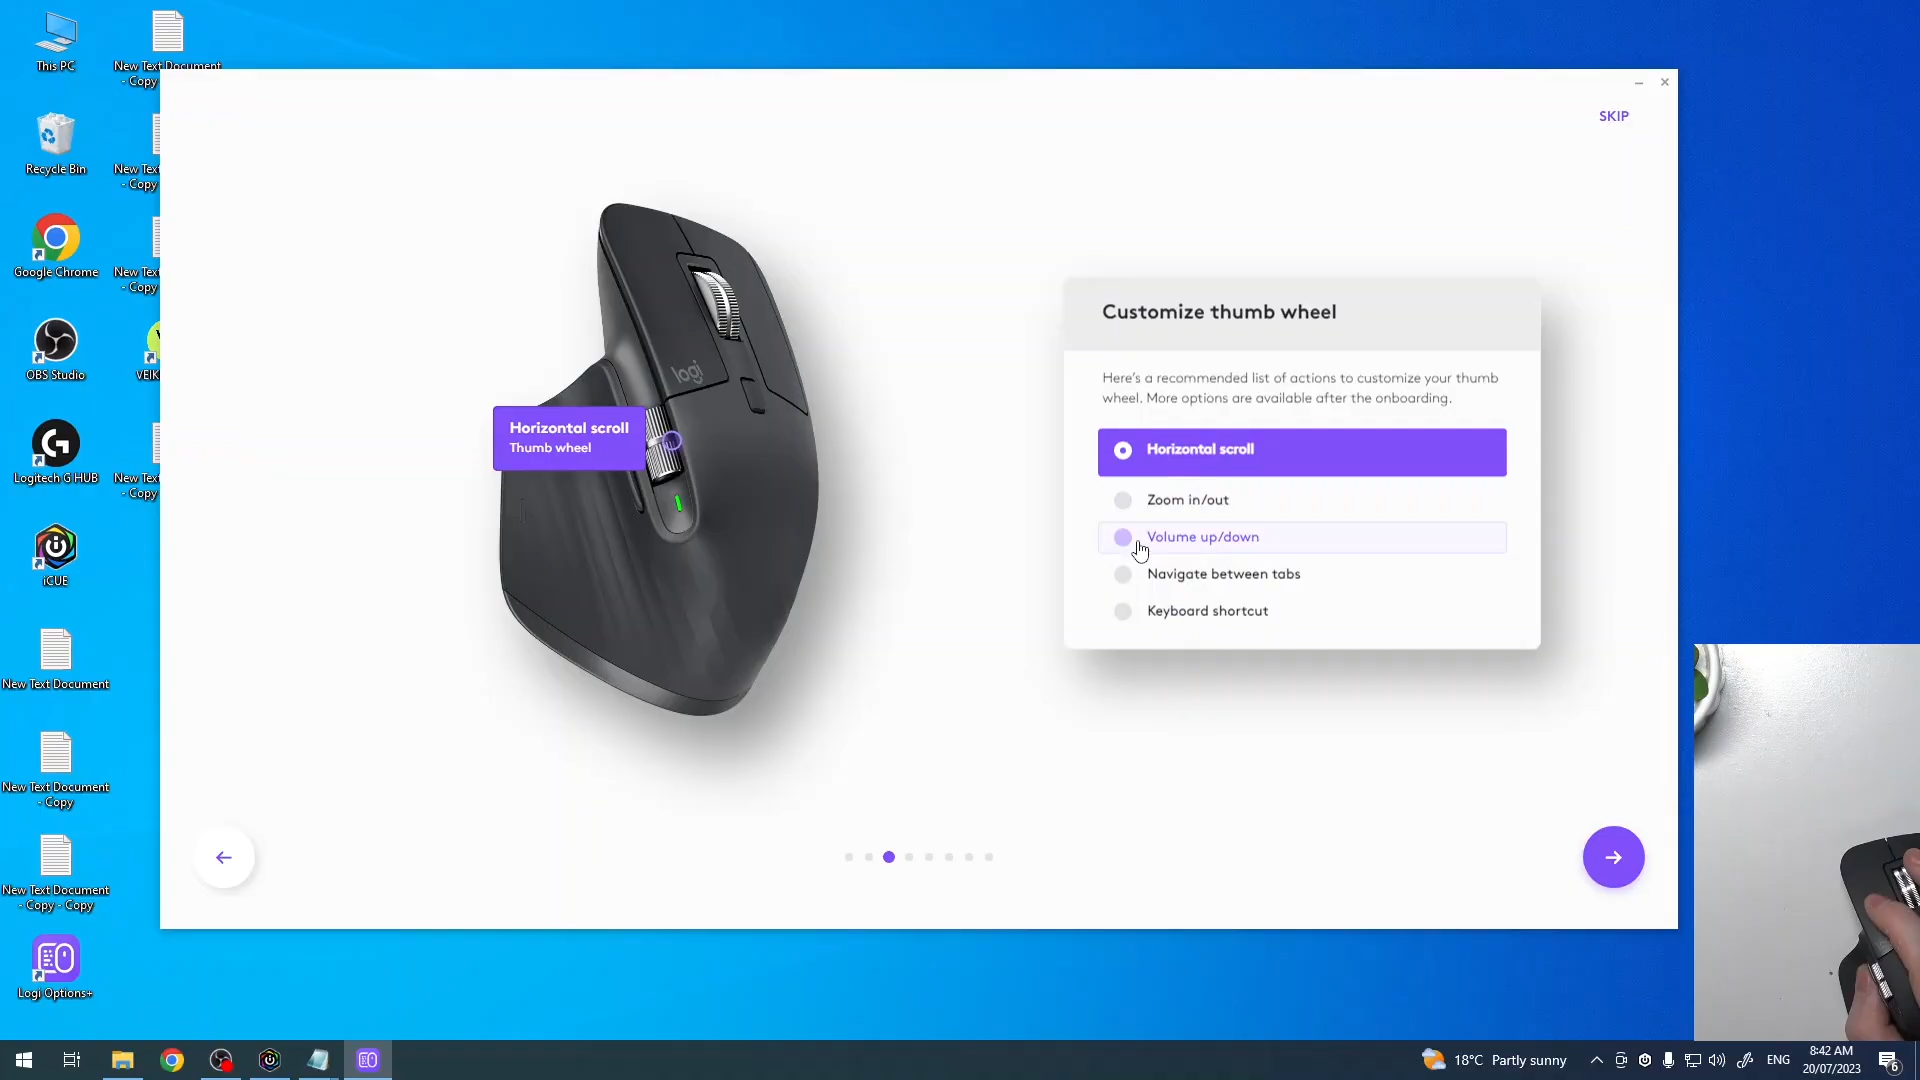 This PC
New Text Document
- Copy
Recycle Bin
New Text
- Copy
Google Chrome
New Text
- Copy
OBS Studio
VEIK
Logitech G HUB
New Text
- Copy
iCUE
New Text Document
New Text Document
- Copy
New Text Document
- Copy - Copy
Logi Options+
SKIP
logi
Horizontal scroll
Thumb wheel
Customize thumb wheel
Here's a recommended list of actions to customize your thumb
wheel. More options are available after the onboarding.
Horizontal scroll
Zoom in/out
Volume up/down
Navigate between tabs
Keyboard shortcut
18°C Partly sunny
ENG
8:42 AM
20/07/2023
6